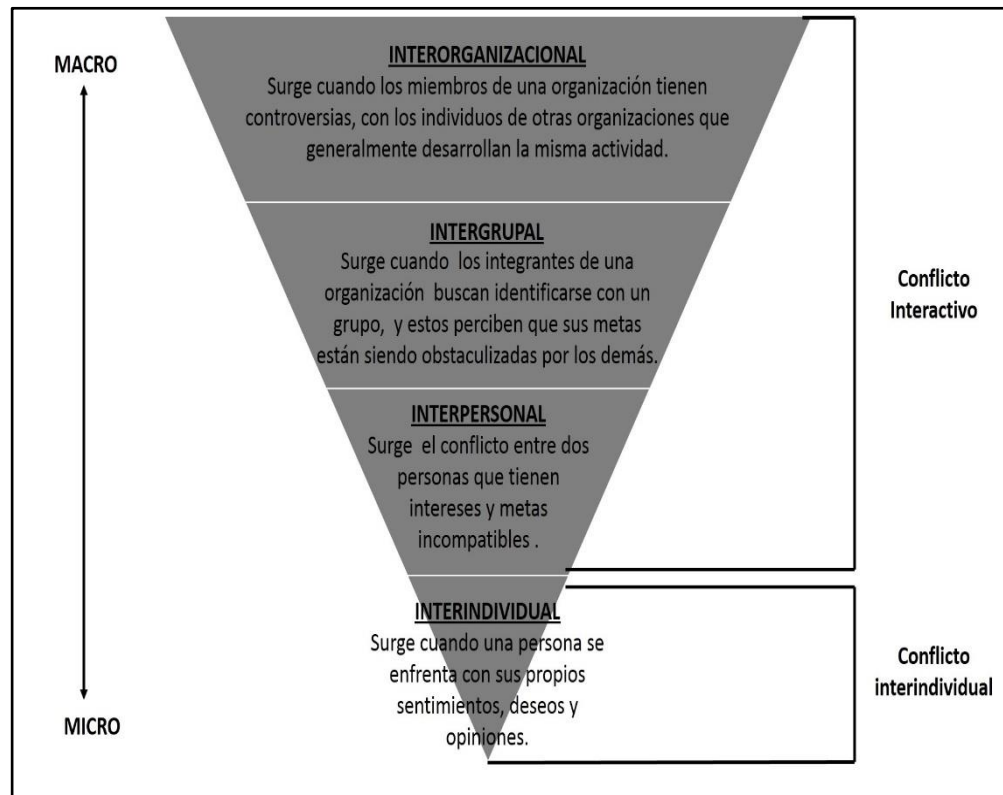 MACRO
INTERORGANIZACIONAL
Surge cuando los miembros de una organización tienen
controversias, con los individuos de otras organizaciones que
generalmente desarrollan la misma actividad.
INTERGRUPAL
Surge cuando los integrantes de una
organización buscan identificarse con un
grupo, y estos perciben que sus metas
están siendo obstaculizadas por los demás.
Conflicto
Interactivo
INTERPERSONAL
Surge el conflicto entre dos
personas que tienen
intereses y metas
incompatibles .
INTERINDIVIDUAL
Surge cuando una persona se
enfrenta con sus propios
sentimientos, deseos y
opiniones.
Conflicto
interindividual
MICRO